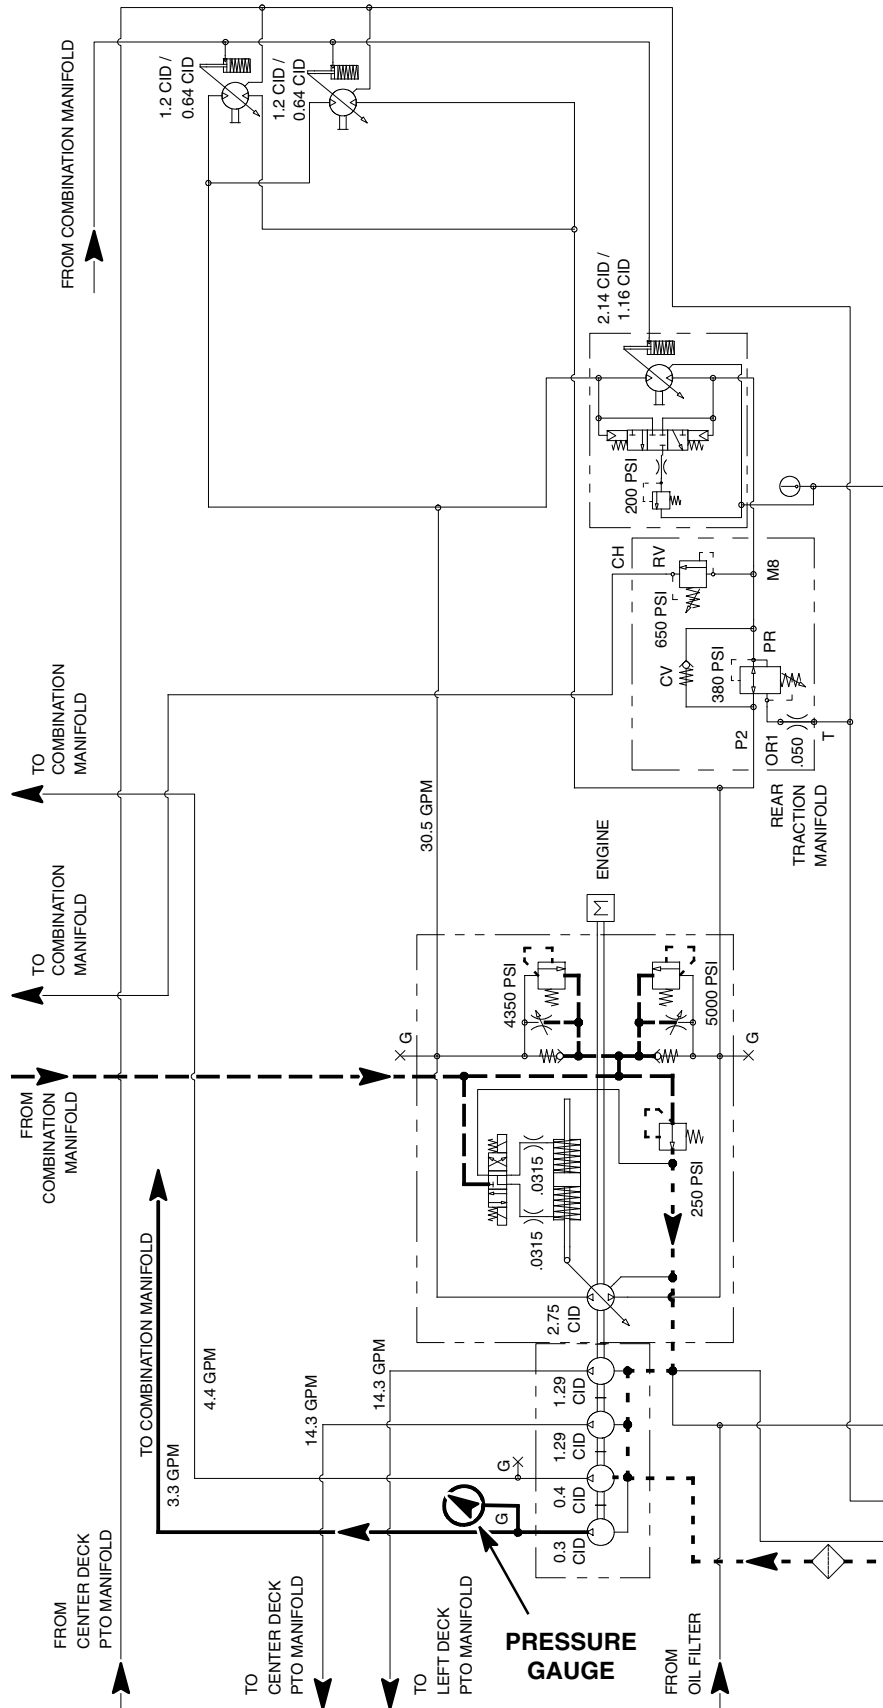 FROM COMBINATION MANIFOLD
1.2 CID /
0.64 CID
1.2 CID /
0.64 CID
2.14 CID /
1.16 CID
200 PSI
CH
RV
650 PSI
M8
CV
380 PSI
PR
P2
OR1
.050
T
REAR
TRACTION
MANIFOLD
TO
COMBINATION
MANIFOLD
30.5 GPM
ENGINE
M
TO
COMBINATION
MANIFOLD
4350 PSI
5000 PSI
G
G
FROM
COMBINATION
MANIFOLD
.0315
.0315
250 PSI
2.75
CID
TO COMBINATION MANIFOLD
3.3 GPM
4.4 GPM
14.3 GPM
14.3 GPM
1.29
CID
1.29
CID
0.4
CID
0.3
CID
G
G
FROM
CENTER DECK
PTO MANIFOLD
TO
CENTER DECK
PTO MANIFOLD
TO
LEFT DECK
PTO MANIFOLD
PRESSURE
GAUGE
FROM
OIL FILTER